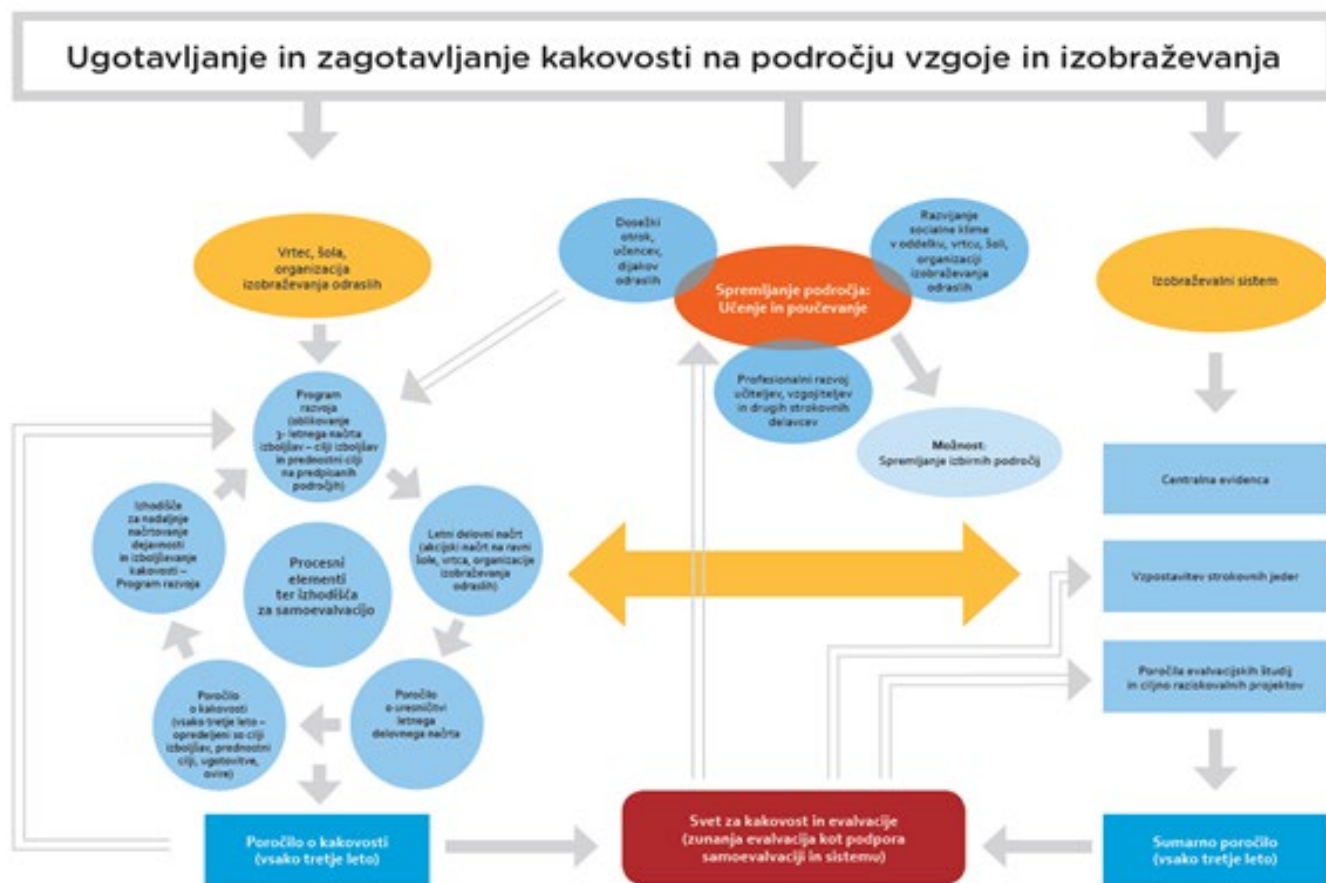 Ugotavljanje in zagotavljanje kakovosti na področju vzgoje in izobraževanja
Vrtec, šola,
organizacija
izobraževanja odraslih
Dosežki
otrok,
učencev,
dijakov
odraslih
Spremljanje področja:
Učenje in poučevanje
Razvijanje
socialne klime
v oddelku, vrtcu, šoli,
organizaciji
izobraževanja
odraslih
Izobraževalni sistem
Profesionalni razvoj
učiteljev, vzgojiteljev
in drugih strokovnih
delavcev
Možnost:
Spremljanje izbirnih področij
Program
razvoja
(oblikovanje
3- letnega načrta
izboljšav – cilji izboljšav
in prednostni cilji
na predpisanih
področjih)
Izhodišče
za nadaljnje
načrtovanje
dejavnosti
in izboljševanje
kakovosti –
Program razvoja
Procesni
elementi
ter izhodišča
za samoevalvacijo
Letni delovni načrt
(akcijski načrt na ravni
šole, vrtca, organizacije
izobraževanja
odraslih)
Poročilo
o kakovosti
(vsako tretje leto –
opredeljeni so cilji
izboljšav, prednostni
cilji, ugotovitve,
ovire)
Poročilo
o uresničitvi
letnega
delovnega načrta
Centralna evidenca
Vzpostavitev strokovnih jeder
Poročila evalvacijskih študij
in ciljno raziskovalnih projektov
Poročilo o kakovosti
(vsako tretje leto)
Svet za kakovost in evalvacije
(zunanja evalvacija kot podpora
samoevalvaciji in sistemu)
Sumarno poročilo
(vsako tretje leto)